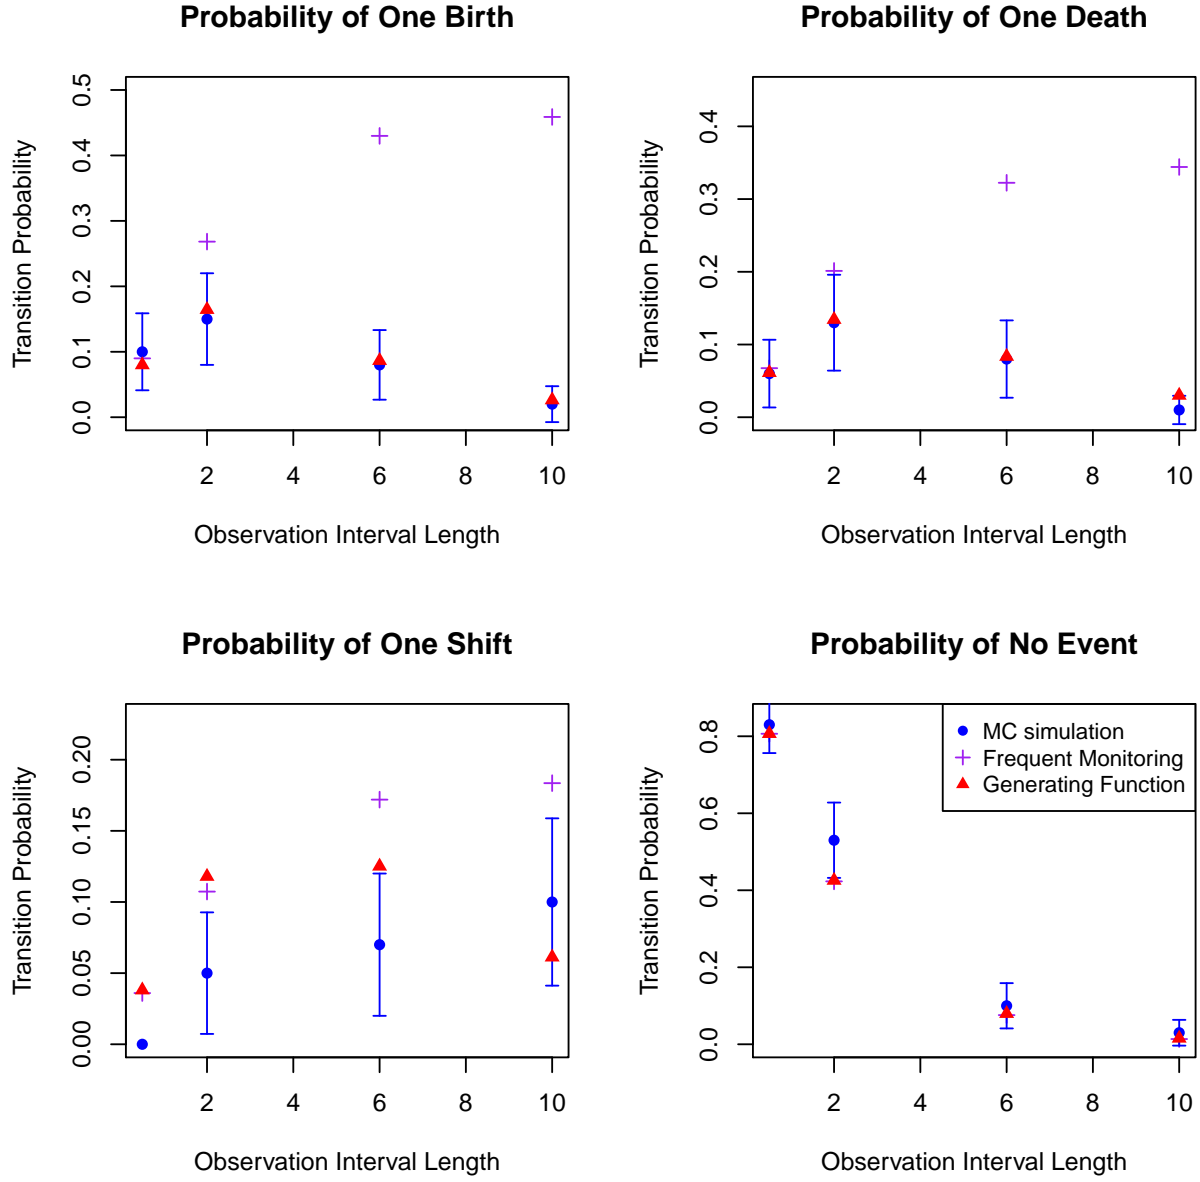 Probability of One Birth
Transition Probability
0.0 0.1 0.2 0.3 0.4 0.5
2 4 6 8 10
Observation Interval Length
Probability of One Death
Transition Probability
0.0 0.1 0.2 0.3 0.4
2 4 6 8 10
Observation Interval Length
Probability of One Shift
Transition Probability
0.00 0.05 0.10 0.15 0.20
2 4 6 8 10
Observation Interval Length
Probability of No Event
Transition Probability
0.0 0.2 0.4 0.6 0.8
MC simulation
Frequent Monitoring
Generating Function
2 4 6 8 10
Observation Interval Length